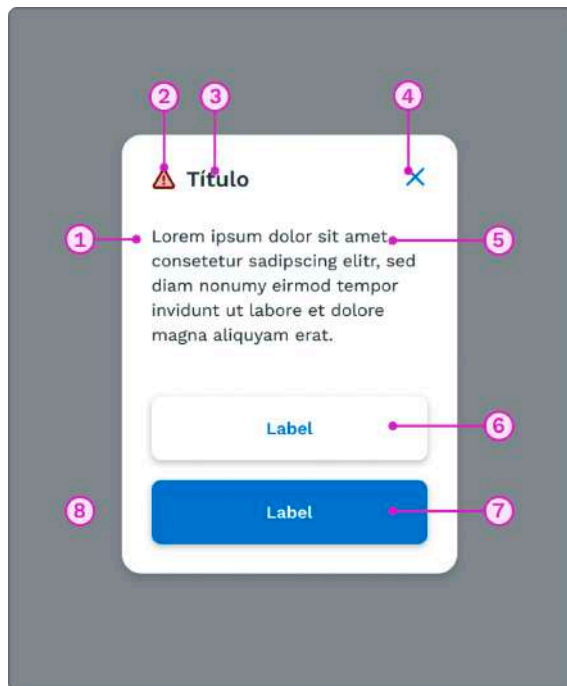 2 3 4
Título
1 5
Lorem ipsum dolor sit amet,
consetetur sadipscing elitr, sed
diam nonumy eirmod tempor
invidunt ut labore et dolore
magna aliquyam erat.
Label 6
8 Label 7